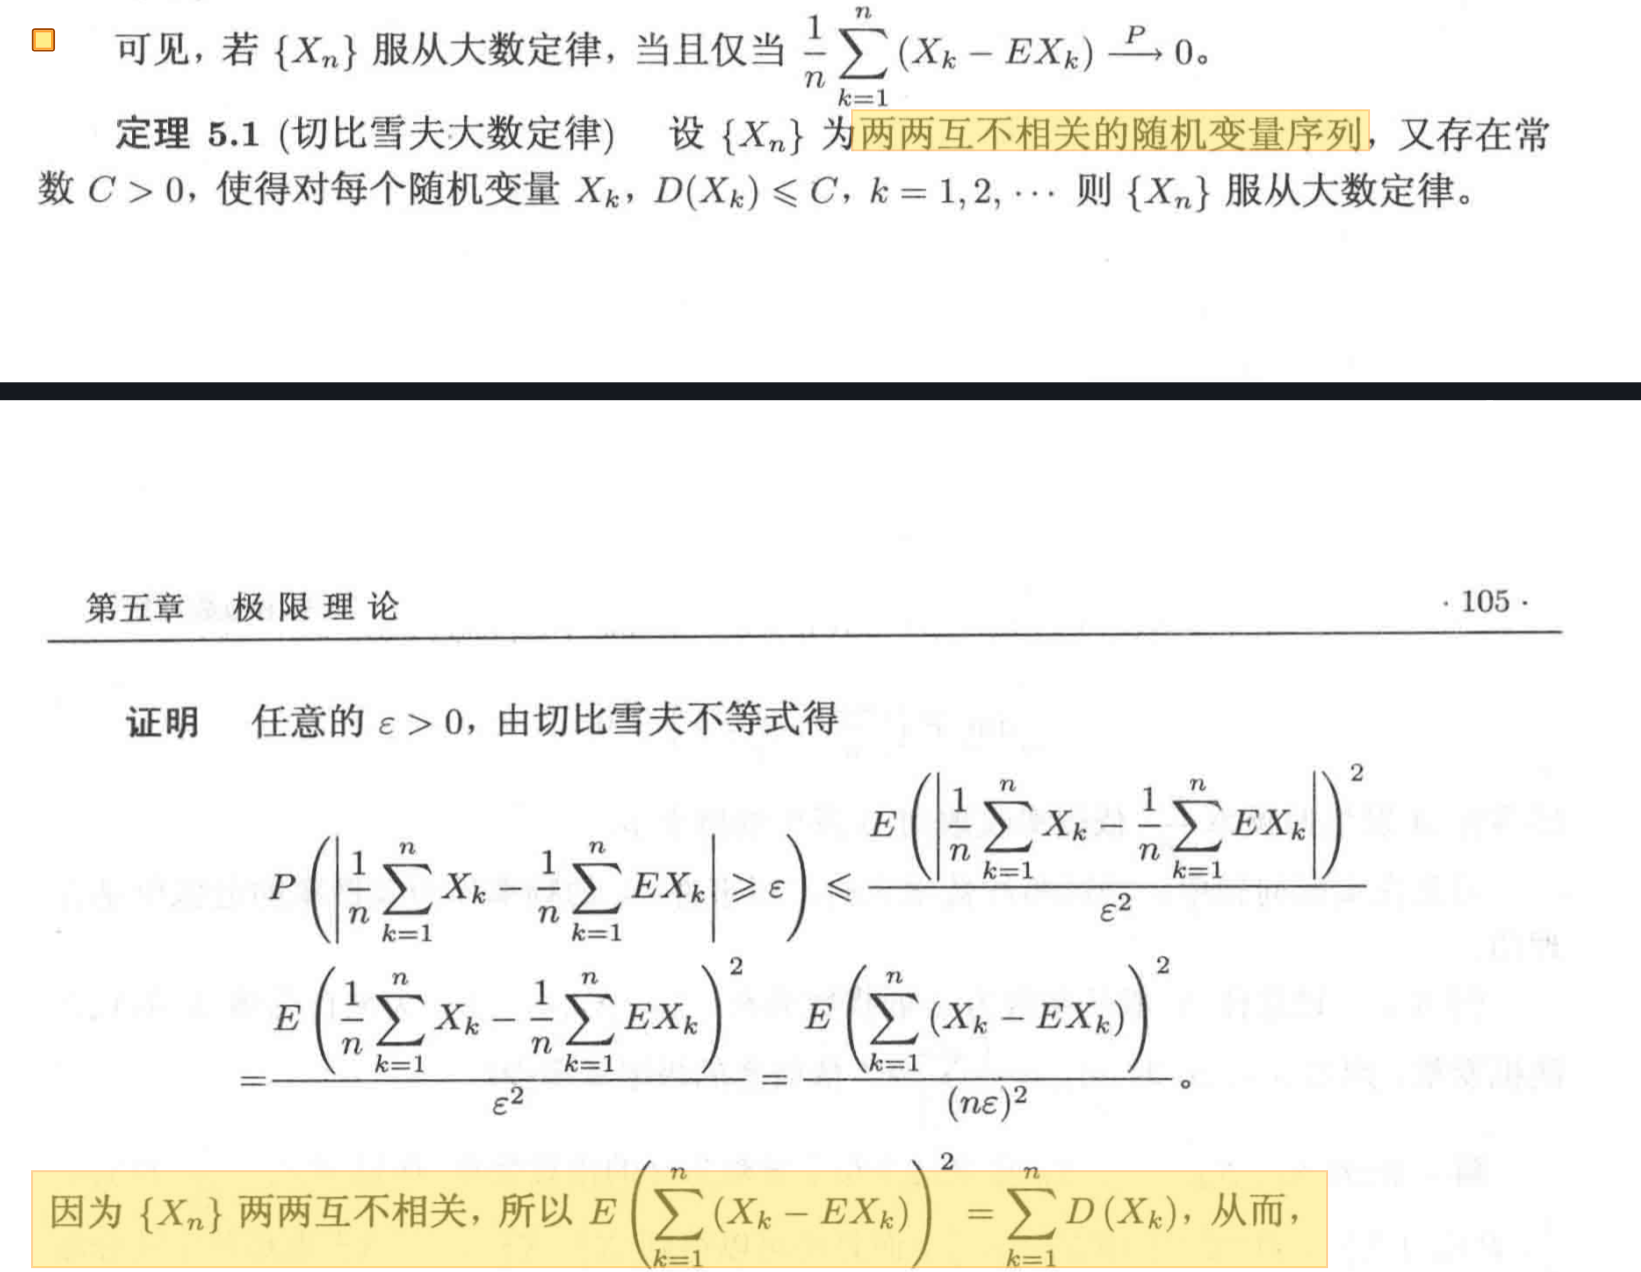 可见，若 {Xₙ} 服从大数定律，当且仅当 $\frac{1}{n}\sum_{k=1}^{n}(X_k - EX_k) \xrightarrow{P} 0$。
定理 5.1 (切比雪夫大数定律) 设 {Xₙ} 为两两互不相关的随机变量序列，又存在常
数 C > 0，使得对每个随机变量 $X_k$，$D(X_k) \leqslant C$，$k = 1, 2, \cdots$ 则 {Xₙ} 服从大数定律。
第五章 极限理论 · 105 ·
证明 任意的 ε > 0，由切比雪夫不等式得
$P\left(\left|\frac{1}{n}\sum_{k=1}^{n}X_k - \frac{1}{n}\sum_{k=1}^{n}EX_k\right| \geqslant \varepsilon\right) \leqslant \frac{E\left(\left|\frac{1}{n}\sum_{k=1}^{n}X_k - \frac{1}{n}\sum_{k=1}^{n}EX_k\right|\right)^2}{\varepsilon^2}$
$= \frac{E\left(\frac{1}{n}\sum_{k=1}^{n}X_k - \frac{1}{n}\sum_{k=1}^{n}EX_k\right)^2}{\varepsilon^2} = \frac{E\left(\sum_{k=1}^{n}(X_k - EX_k)\right)^2}{(n\varepsilon)^2}$。
因为 {Xₙ} 两两互不相关，所以 $E\left(\sum_{k=1}^{n}(X_k - EX_k)\right)^2 = \sum_{k=1}^{n}D(X_k)$，从而，